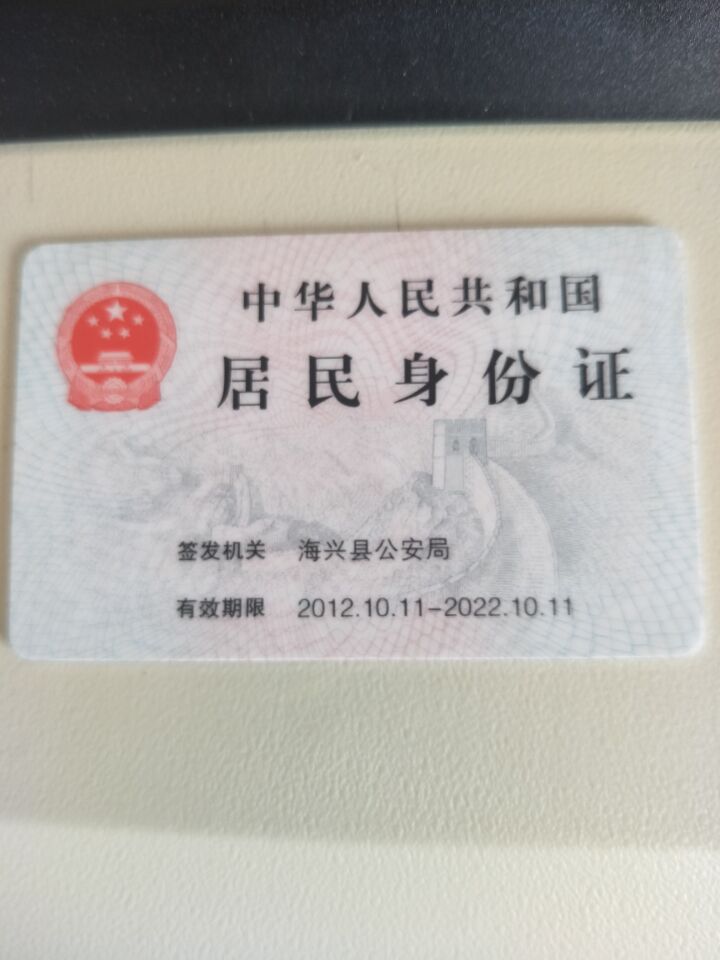 中华人民共和国
居民身份证
签发机关 海兴县公安局
有效期限 2012.10.11-2022.10.11